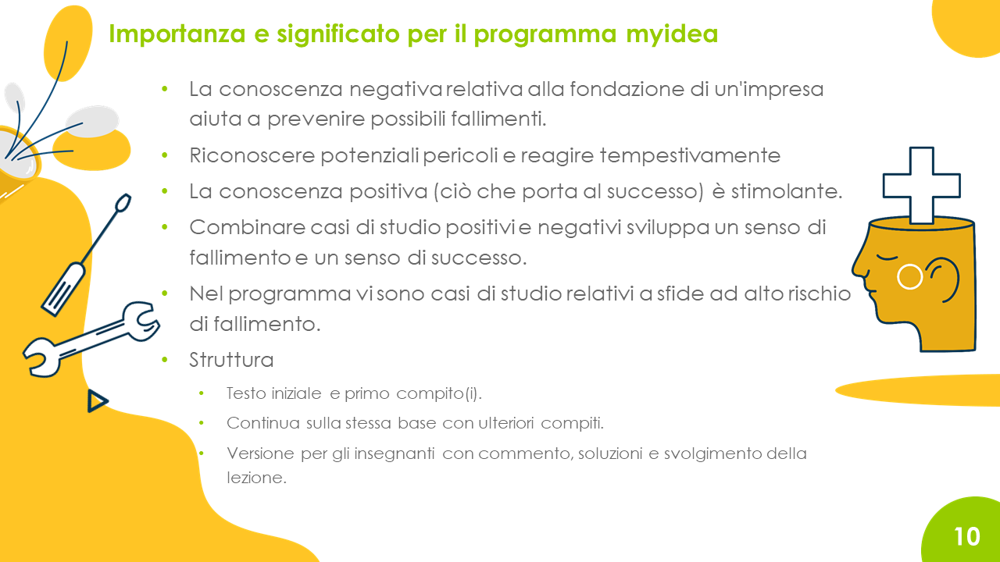 Importanza e significato per il programma myidea
• La conoscenza negativa relativa alla fondazione di un'impresa
aiuta a prevenire possibili fallimenti.
• Riconoscere potenziali pericoli e reagire tempestivamente
• La conoscenza positiva (ciò che porta al successo) è stimolante.
• Combinare casi di studio positivi e negativi sviluppa un senso di
fallimento e un senso di successo.
• Nel programma vi sono casi di studio relativi a sfide ad alto rischio
di fallimento.
• Struttura
• Testo iniziale e primo compito(i).
• Continua sulla stessa base con ulteriori compiti.
• Versione per gli insegnanti con commento, soluzioni e svolgimento della
lezione.
10